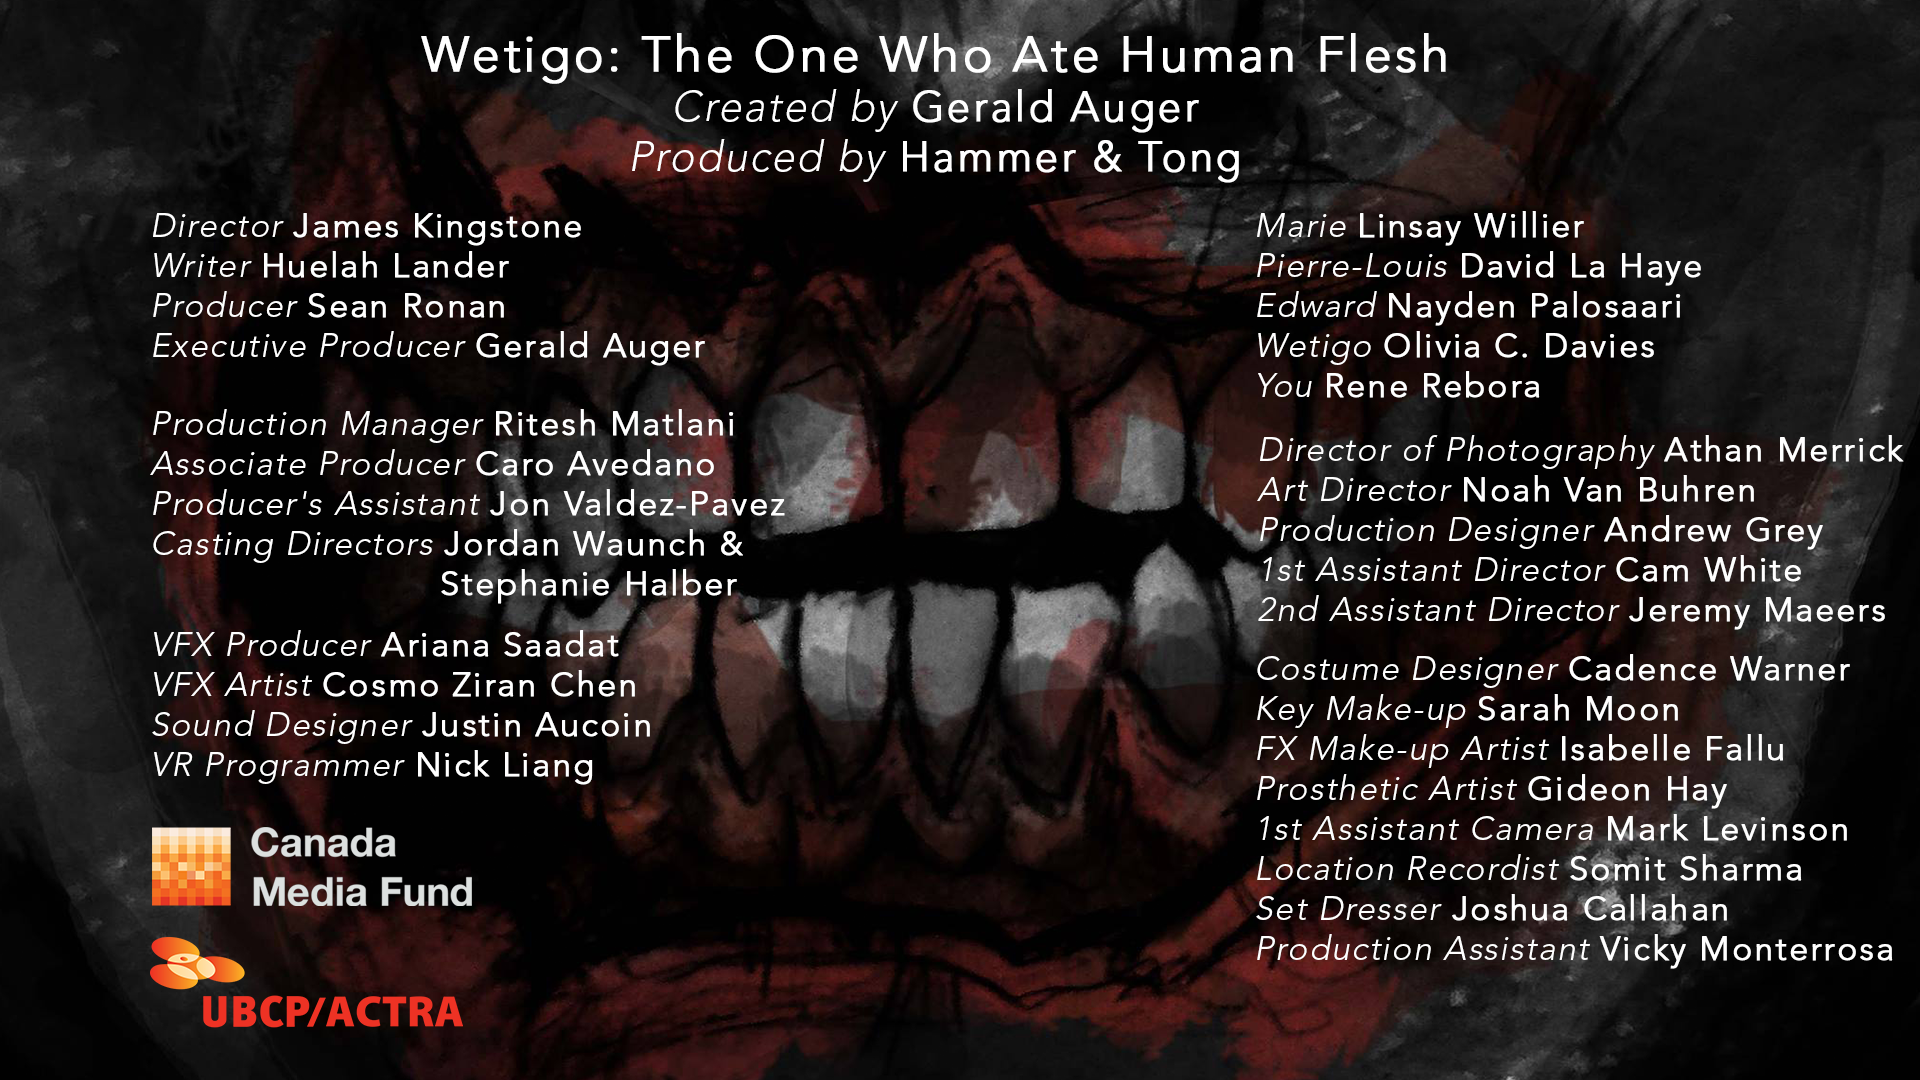 Wetigo: The One Who Ate Human Flesh
Created by Gerald Auger
Produced by Hammer & Tong
Director James Kingstone
Writer Huelah Lander
Producer Sean Ronan
Executive Producer Gerald Auger
Production Manager Ritesh Matlani
Associate Producer Caro Avedano
Producer's Assistant Jon Valdez-Pavez
Casting Directors Jordan Waunch &
Stephanie Halber
VFX Producer Ariana Saadat
VFX Artist Cosmo Ziran Chen
Sound Designer Justin Aucoin
VR Programmer Nick Liang
Canada
Media Fund
UBCP/ACTRA
Marie Linsay Willier
Pierre-Louis David La Haye
Edward Nayden Palosaari
Wetigo Olivia C. Davies
You Rene Rebora
Director of Photography Athan Merrick
Art Director Noah Van Buhren
Production Designer Andrew Grey
1st Assistant Director Cam White
2nd Assistant Director Jeremy Maeers
Costume Designer Cadence Warner
Key Make-up Sarah Moon
FX Make-up Artist Isabelle Fallu
Prosthetic Artist Gideon Hay
1st Assistant Camera Mark Levinson
Location Recordist Somit Sharma
Set Dresser Joshua Callahan
Production Assistant Vicky Monterrosa